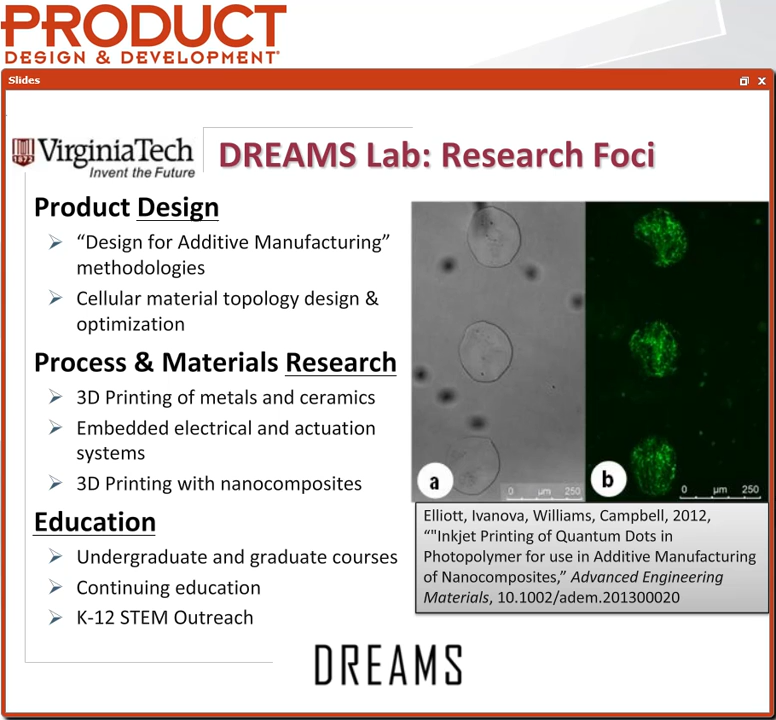 PRODUCT
DESIGN & DEVELOPMENT
Slides
1872
VirginiaTech
Invent the Future
DREAMS Lab: Research Foci
Product Design
“Design for Additive Manufacturing”
methodologies
Cellular material topology design &
optimization
Process & Materials Research
3D Printing of metals and ceramics
Embedded electrical and actuation
systems
3D Printing with nanocomposites
Education
Undergraduate and graduate courses
Continuing education
K-12 STEM Outreach
a
0 µm 250
b
0 µm 250
Elliott, Ivanova, Williams, Campbell, 2012,
“"Inkjet Printing of Quantum Dots in
Photopolymer for use in Additive Manufacturing
of Nanocomposites,” Advanced Engineering
Materials, 10.1002/adem.201300020
DREAMS